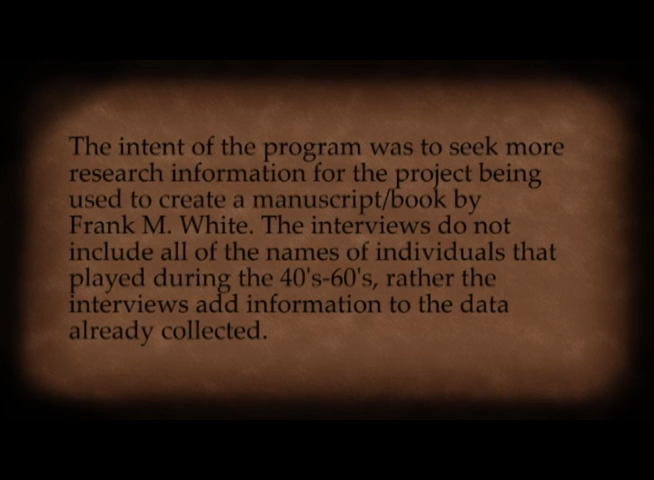 The intent of the program was to seek more
research information for the project being
used to create a manuscript/book by
Frank M. White. The interviews do not
include all of the names of individuals that
played during the 40's-60's, rather the
interviews add information to the data
already collected.